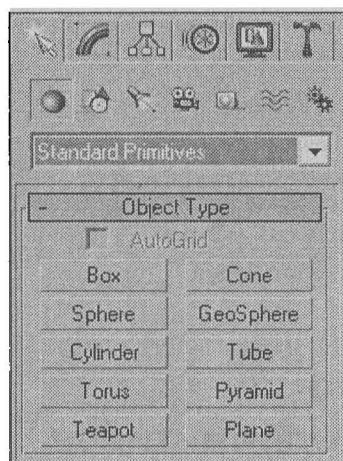 Standard Primitives
- Object Type
AutoGrid
Box Cone
Sphere GeoSphere
Cylinder Tube
Torus Pyramid
Teapot Plane